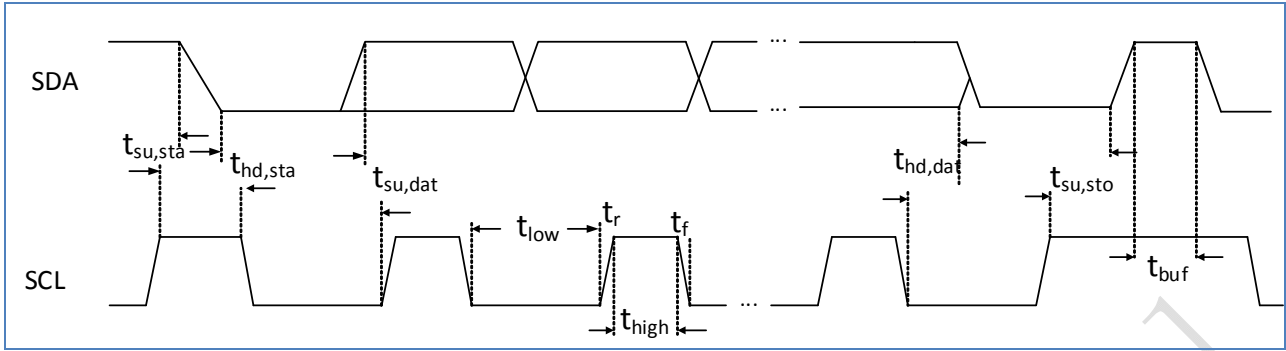 ...
SDA
t_su,sta
t_hd,sta
t_su,dat
t_hd,dat
t_su,sto
t_low
t_r
t_f
t_buf
SCL
...
t_high